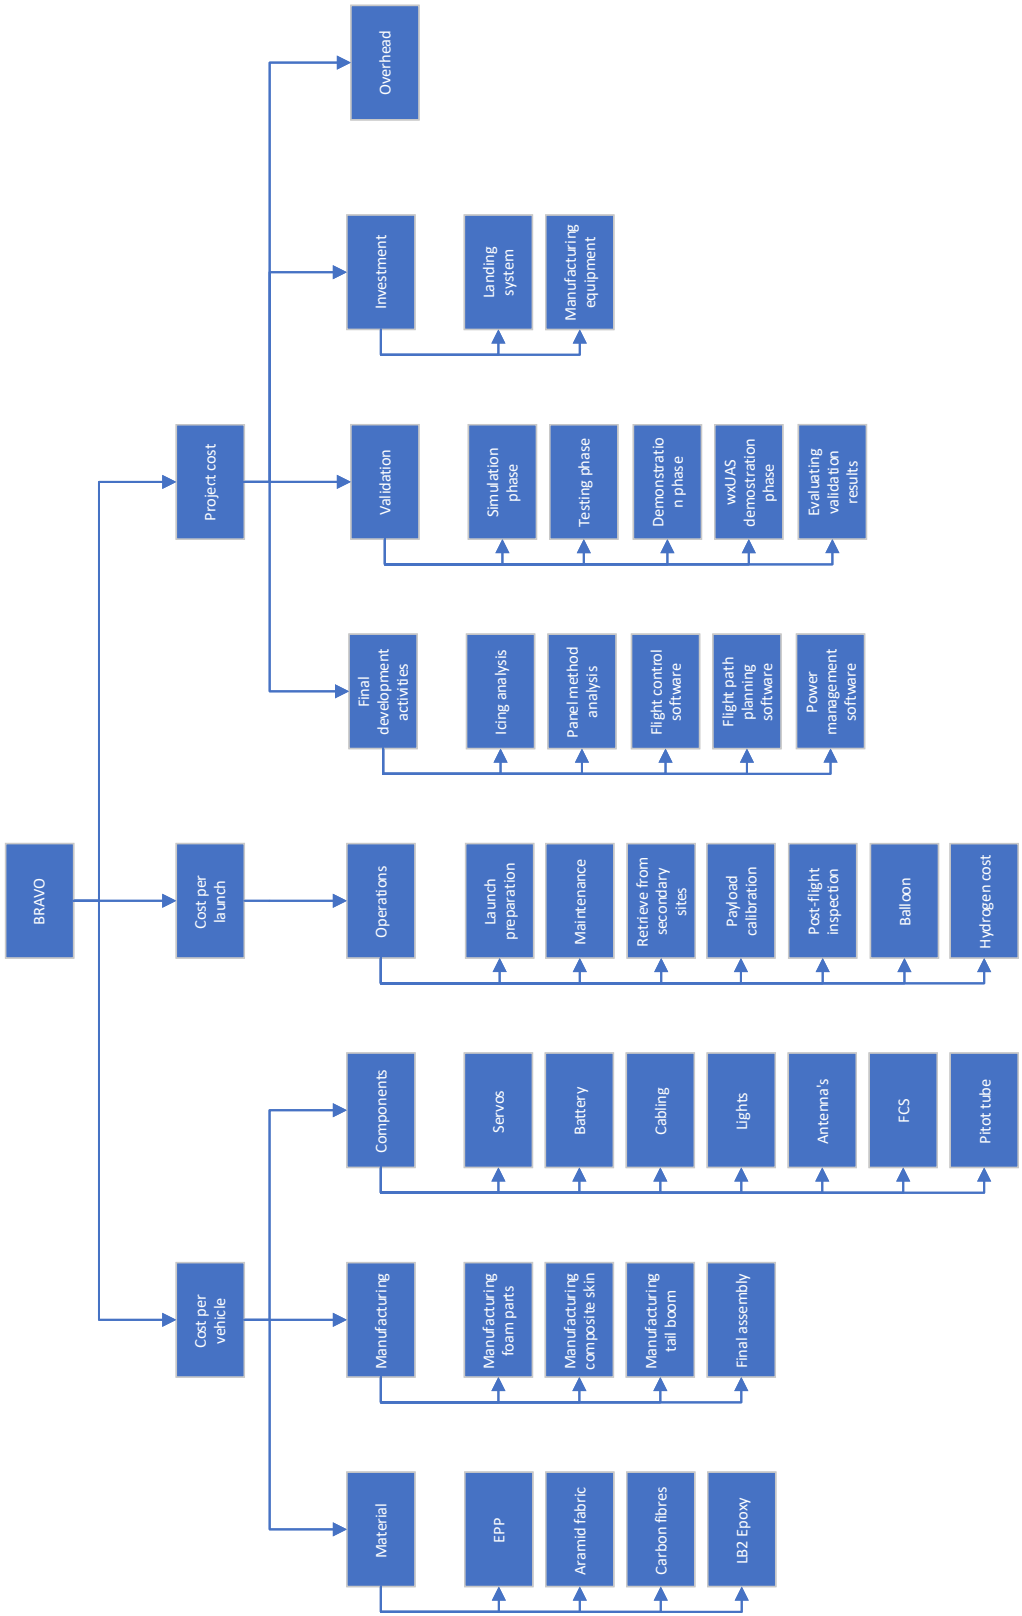 BRAVO
Cost per
vehicle
Cost per
launch
Project cost
Material
Manufacturing
Components
Operations
Final
development
activities
Validation
Investment
Overhead
EPP
Aramid fabric
Carbon fibres
LB2 Epoxy
Manufacturing
foam parts
Manufacturing
composite skin
Manufacturing
tail boom
Final assembly
Servos
Battery
Cabling
Lights
Antenna's
FCS
Pitot tube
Launch
preparation
Maintenance
Retrieve from
secondary
sites
Payload
calibration
Post-flight
inspection
Balloon
Hydrogen cost
Icing analysis
Panel method
analysis
Flight control
software
Flight path
planning
software
Power
management
software
Simulation
phase
Testing phase
Demonstratio
n phase
wxUAS
demostration
phase
Evaluating
validation
results
Landing
system
Manufacturing
equipment